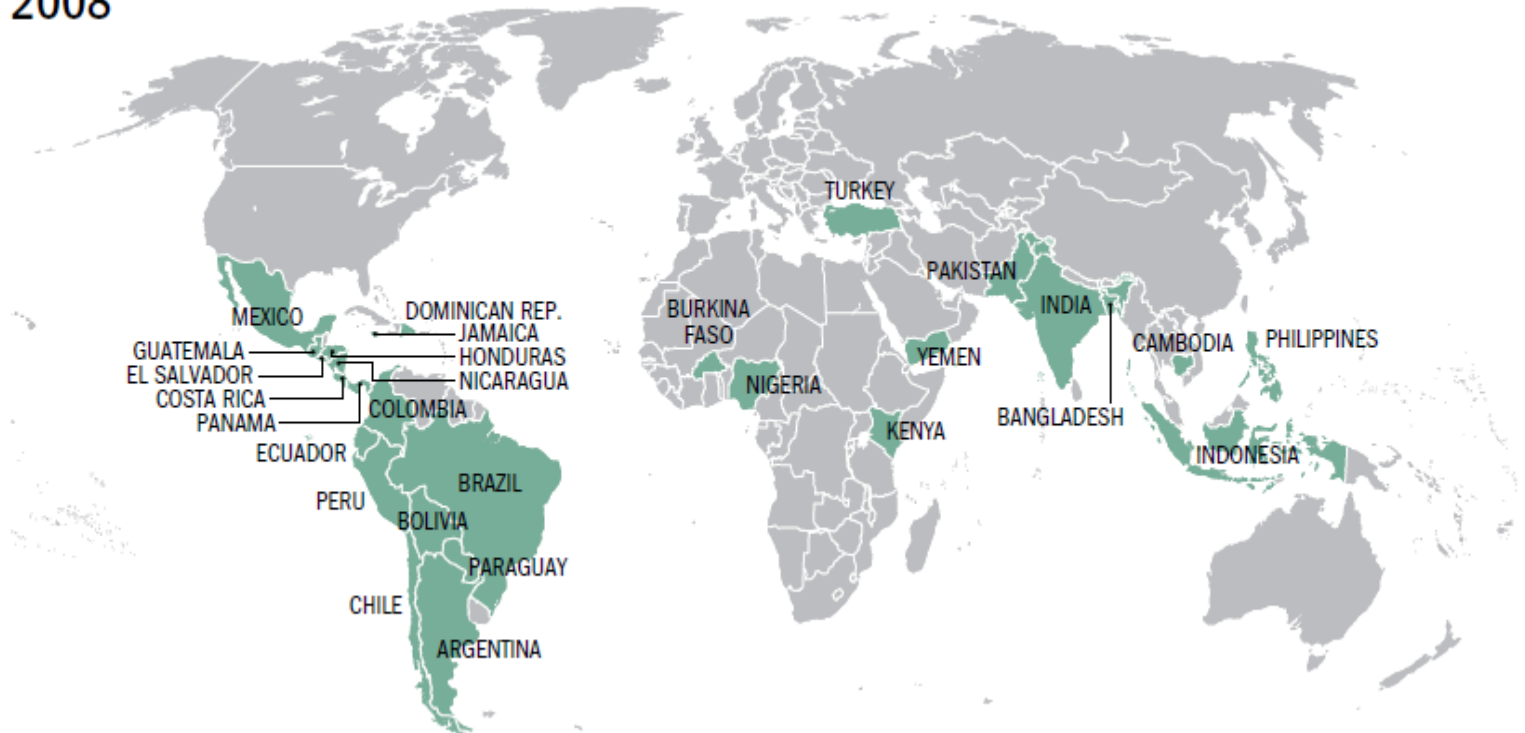 2008
TURKEY
PAKISTAN
INDIA
MEXICO
DOMINICAN REP.
JAMAICA
BURKINA
FASO
GUATEMALA
HONDURAS
YEMEN
CAMBODIA
PHILIPPINES
EL SALVADOR
NICARAGUA
NIGERIA
COSTA RICA
COLOMBIA
PANAMA
BANGLADESH
KENYA
ECUADOR
INDONESIA
BRAZIL
PERU
BOLIVIA
PARAGUAY
CHILE
ARGENTINA